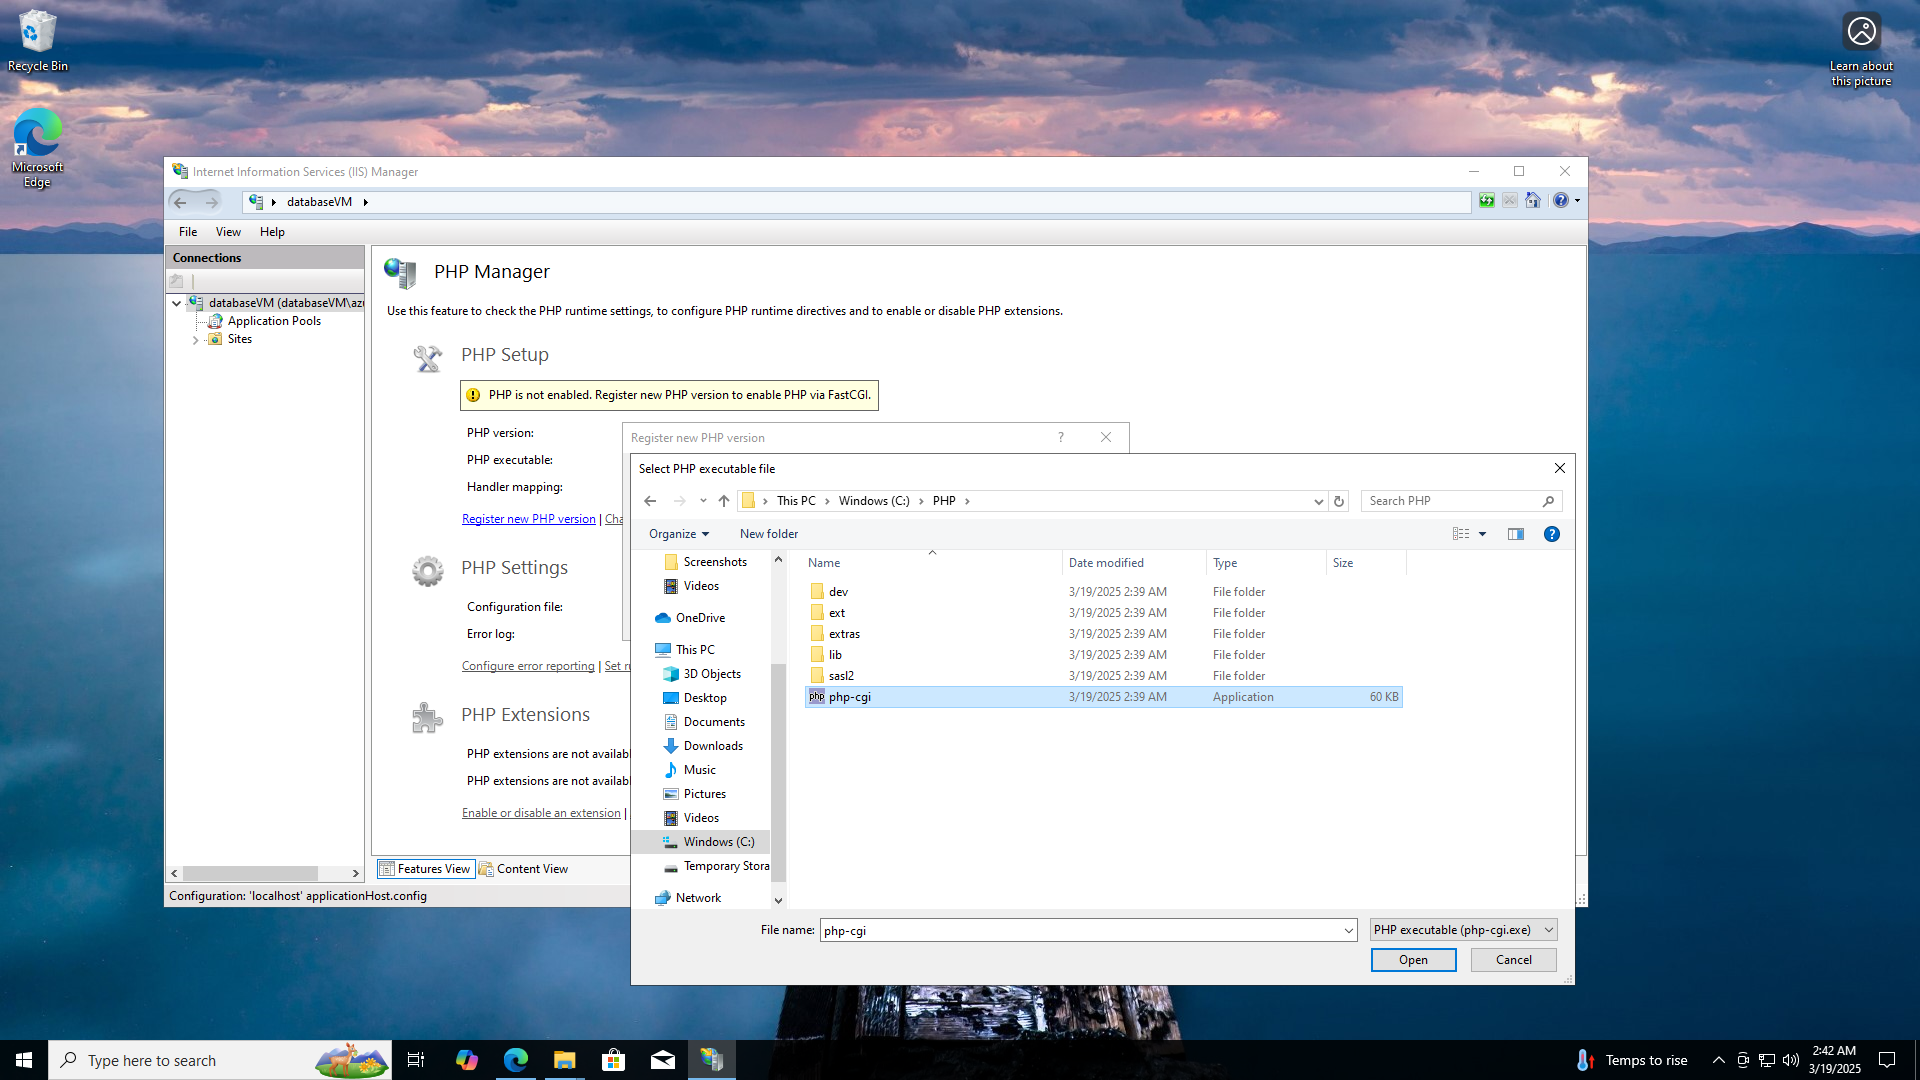 Recycle Bin
Microsoft
Edge
Learn about
this picture
Internet Information Services (IIS) Manager
databaseVM
File View Help
Connections
databaseVM (databaseVM\azu
Application Pools
Sites
PHP Manager
Use this feature to check the PHP runtime settings, to configure PHP runtime directives and to enable or disable PHP extensions.
PHP Setup
PHP is not enabled. Register new PHP version to enable PHP via FastCGI.
PHP version:
PHP executable:
Handler mapping:
Register new PHP version | Cha
PHP Settings
Configuration file:
Error log:
Configure error reporting | Set ru
PHP Extensions
PHP extensions are not availabl
PHP extensions are not availabl
Enable or disable an extension |
Features View Content View
Configuration: 'localhost' applicationHost.config
Register new PHP version ?
Select PHP executable file
This PC Windows (C:) PHP
Search PHP
Organize New folder
Screenshots
Videos
OneDrive
This PC
3D Objects
Desktop
Documents
Downloads
Music
Pictures
Videos
Windows (C:)
Temporary Stora
Network
Name Date modified Type Size
dev 3/19/2025 2:39 AM File folder
ext 3/19/2025 2:39 AM File folder
extras 3/19/2025 2:39 AM File folder
lib 3/19/2025 2:39 AM File folder
sasl2 3/19/2025 2:39 AM File folder
php php-cgi 3/19/2025 2:39 AM Application 60 KB
File name: php-cgi PHP executable (php-cgi.exe)
Open Cancel
Type here to search
Temps to rise
2:42 AM
3/19/2025